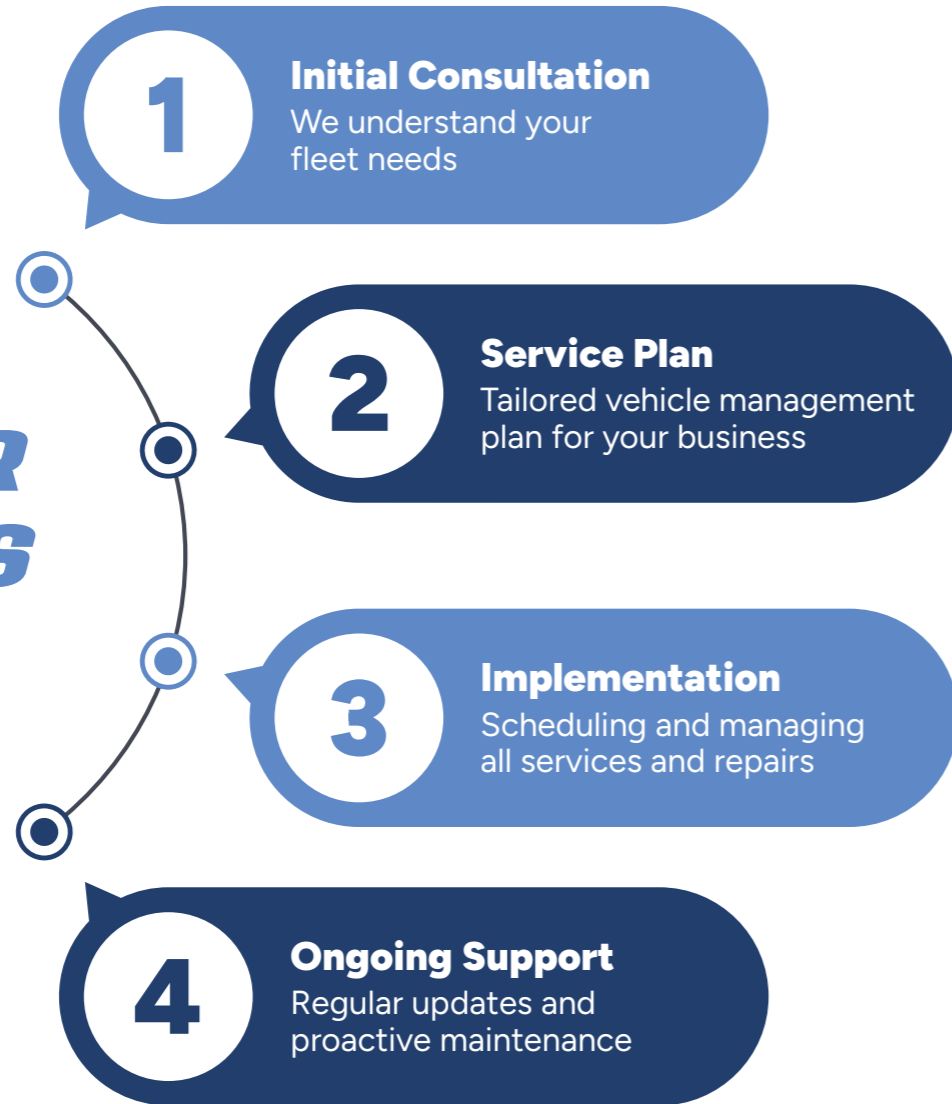 1
Initial Consultation
We understand your
fleet needs
2
Service Plan
Tailored vehicle management
plan for your business
3
Implementation
Scheduling and managing
all services and repairs
4
Ongoing Support
Regular updates and
proactive maintenance